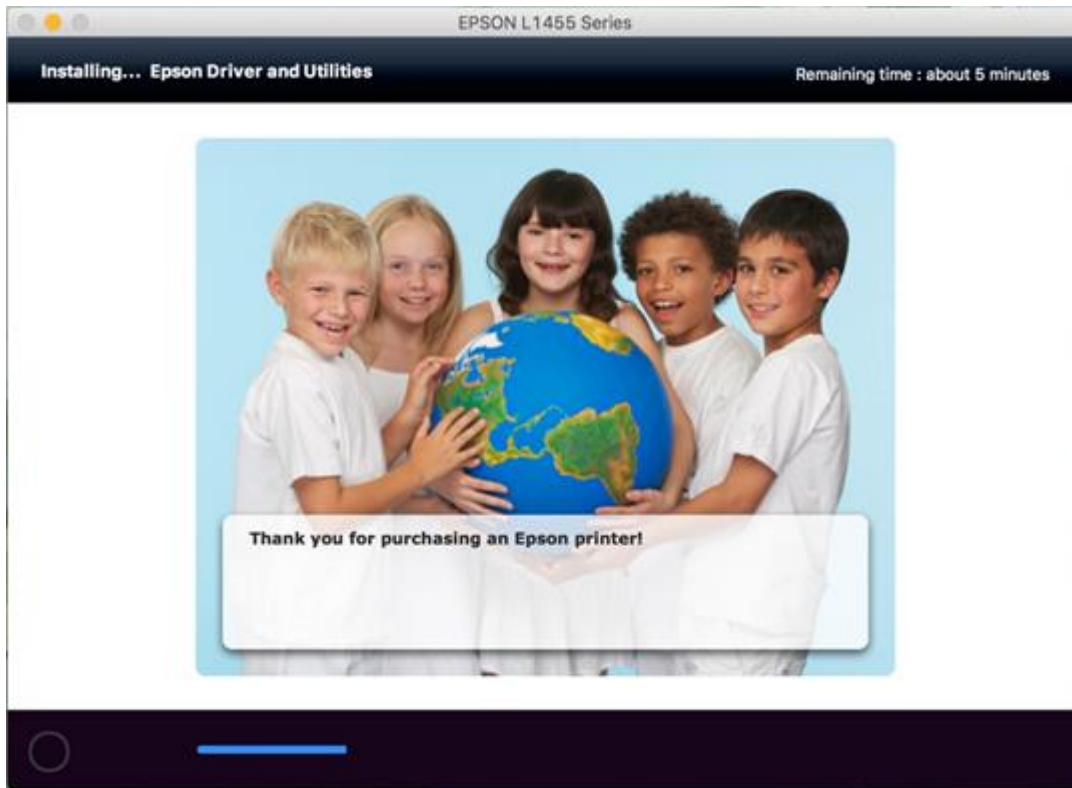 EPSON L1455 Series
Installing... Epson Driver and Utilities
Remaining time : about 5 minutes
Thank you for purchasing an Epson printer!